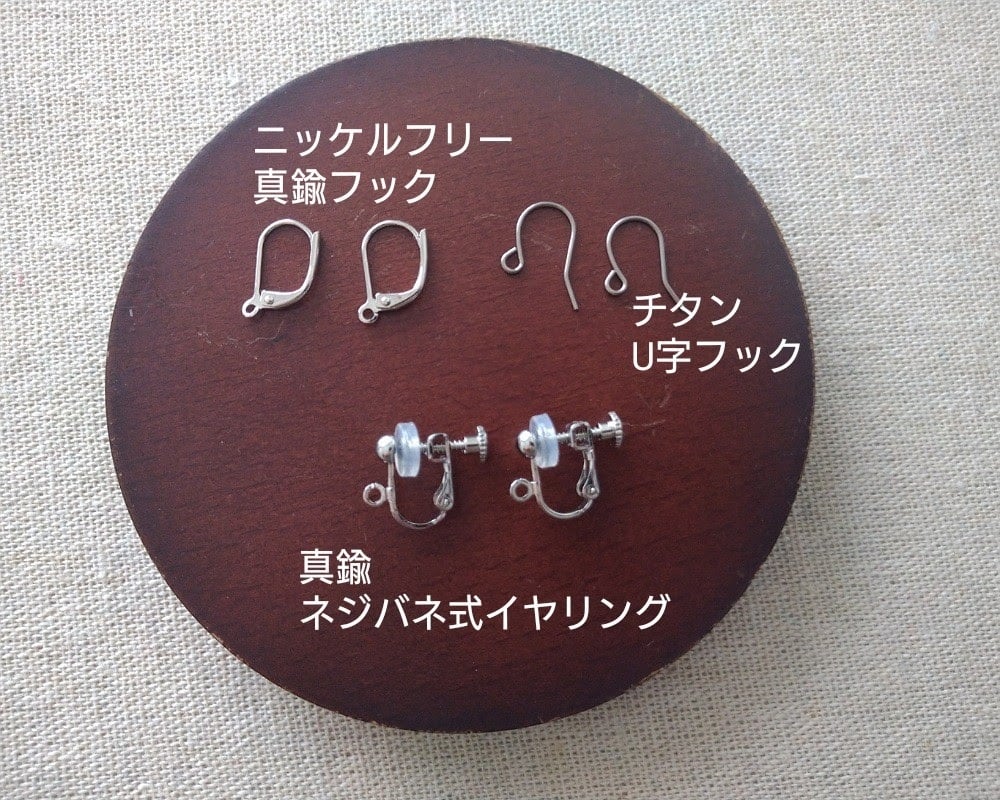 ニッケルフリー
真鍮フック
チタン
U字フック
真鍮
ネジバネ式イヤリング